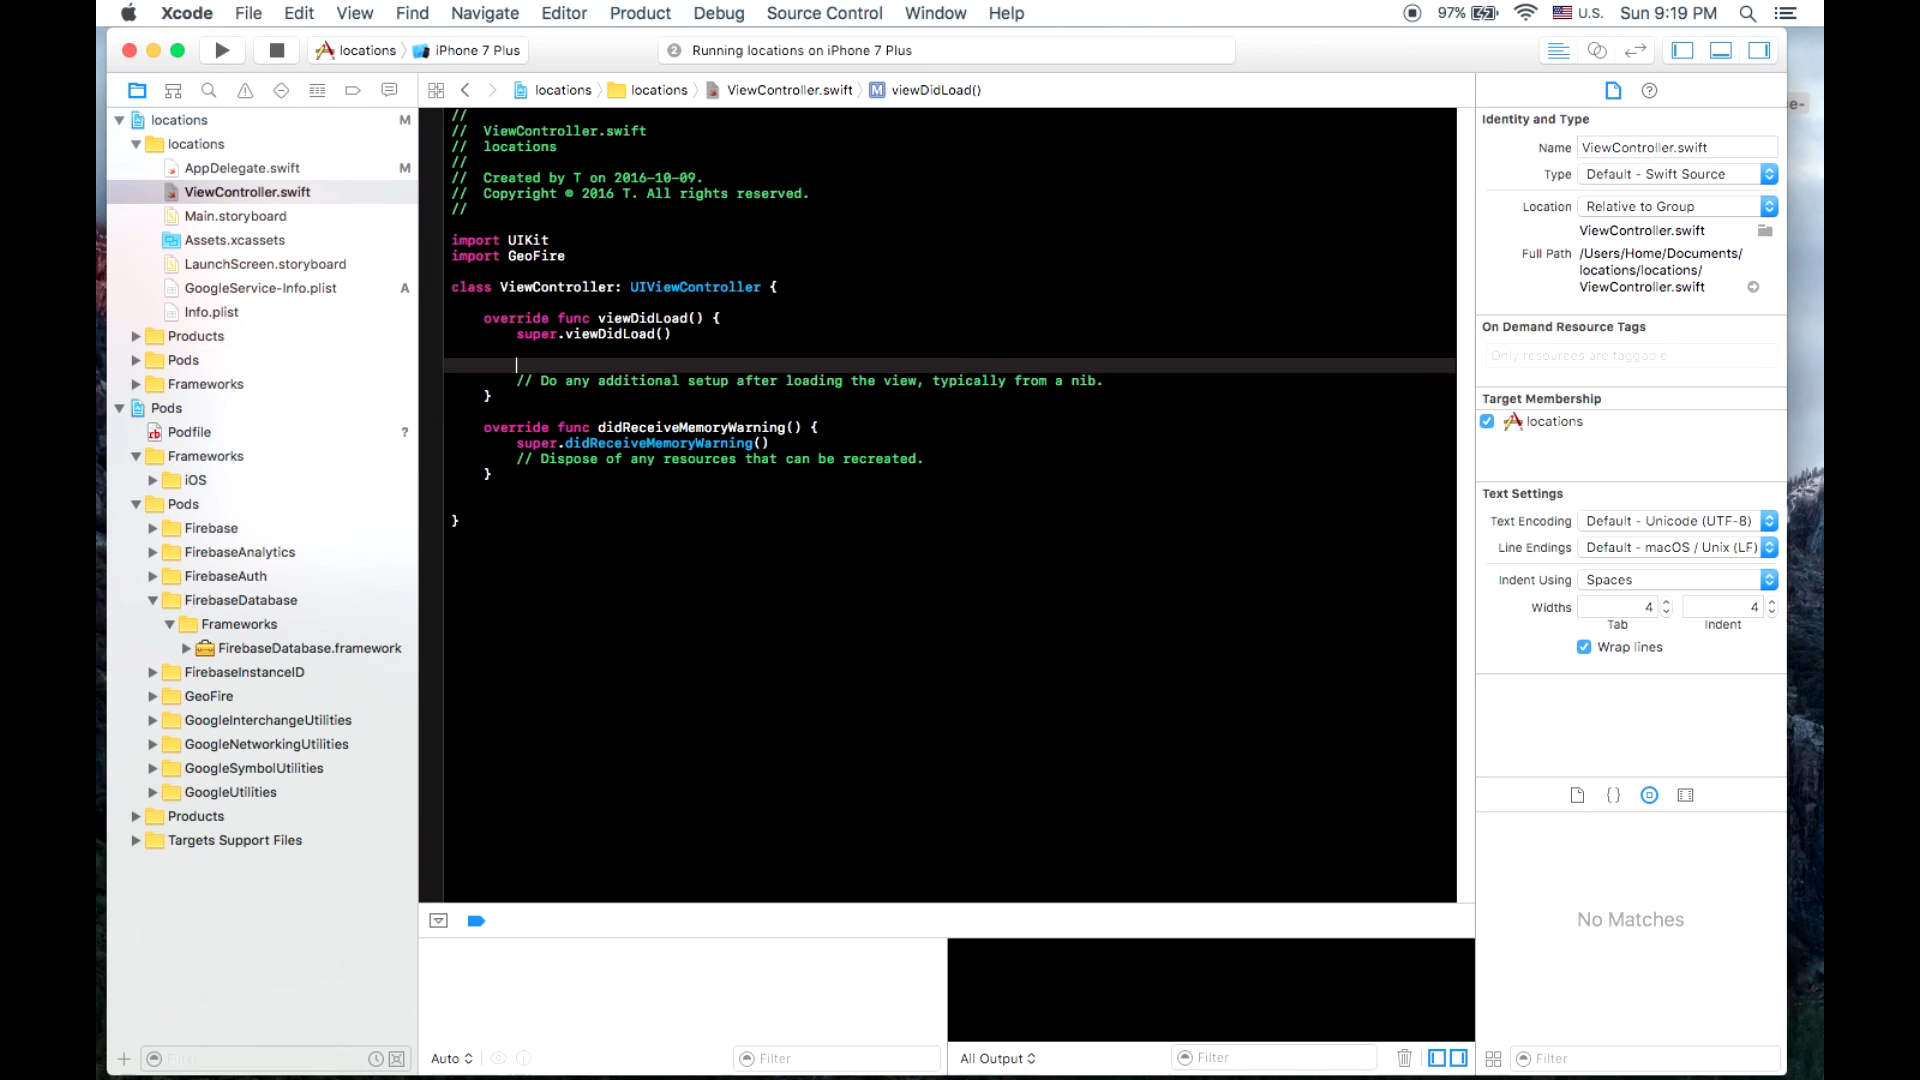 Xcode File Edit View Find Navigate Editor Product Debug Source Control Window Help 97% U.S. Sun 9:19 PM
locations iPhone 7 Plus 2 Running locations on iPhone 7 Plus
locations locations ViewController.swift M viewDidLoad()
locations M
locations
AppDelegate.swift M
ViewController.swift
Main.storyboard
Assets.xcassets
LaunchScreen.storyboard
GoogleService-Info.plist A
Info.plist
Products
Pods
Frameworks
Pods
Podfile ?
Frameworks
iOS
Pods
Firebase
FirebaseAnalytics
FirebaseAuth
FirebaseDatabase
Frameworks
FirebaseDatabase.framework
FirebaseInstanceID
GeoFire
GoogleInterchangeUtilities
GoogleNetworkingUtilities
GoogleSymbolUtilities
GoogleUtilities
Products
Targets Support Files
Filter
//
// ViewController.swift
// locations
//
// Created by T on 2016-10-09.
// Copyright © 2016 T. All rights reserved.
//
import UIKit
import GeoFire
class ViewController: UIViewController {
override func viewDidLoad() {
super.viewDidLoad()
// Do any additional setup after loading the view, typically from a nib.
}
override func didReceiveMemoryWarning() {
super.didReceiveMemoryWarning()
// Dispose of any resources that can be recreated.
}
}
Auto Filter
All Output Filter
Identity and Type
Name ViewController.swift
Type Default - Swift Source
Location Relative to Group
ViewController.swift
Full Path /Users/Home/Documents/
locations/locations/
ViewController.swift
On Demand Resource Tags
Only resources are taggable
Target Membership
locations
Text Settings
Text Encoding Default - Unicode (UTF-8)
Line Endings Default - macOS / Unix (LF)
Indent Using Spaces
Widths 4 4
Tab Indent
Wrap lines
{}
No Matches
Filter